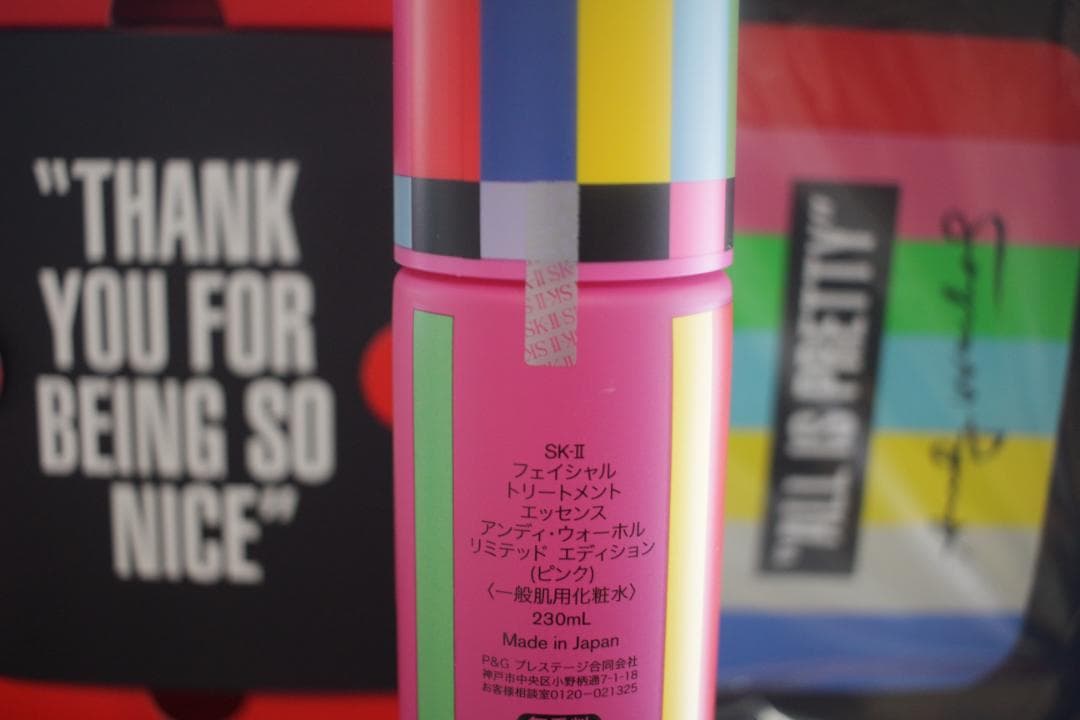 "THANK
YOU FOR
BEING SO
NICE"
SK-II SK
SK-II
フェイシャル
トリートメント
エッセンス
アンディ・ウォーホル
リミテッド エディション
(ピンク)
〈一般肌用化粧水〉
230mL
Made in Japan
P&G プレステージ合同会社
神戸市中央区小野柄通7-1-18
お客様相談室0120-021325
"ALL IS PRETTY"